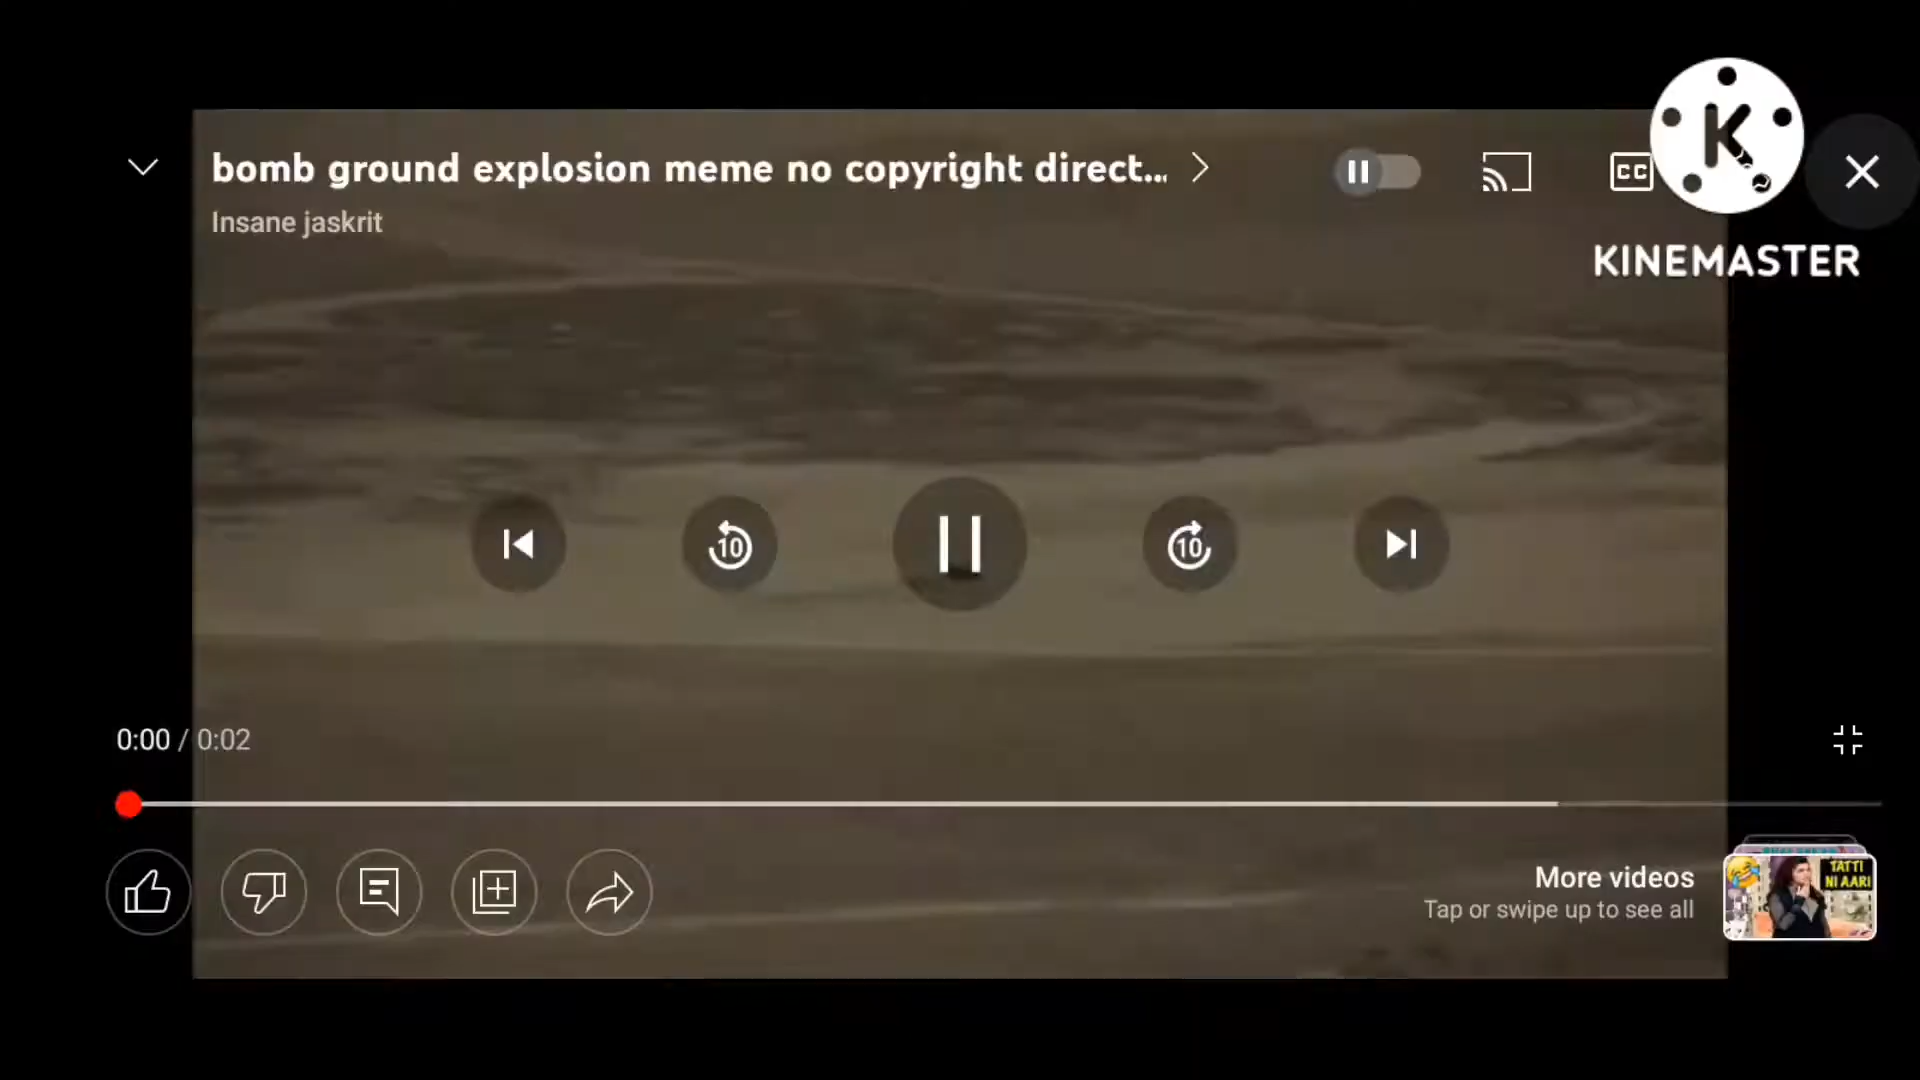 bomb ground explosion meme no copyright direct...
Insane jaskrit
CC
K
KINEMASTER
10
10
0:00 / 0:02
More videos
Tap or swipe up to see all
TATTI
NI AARI